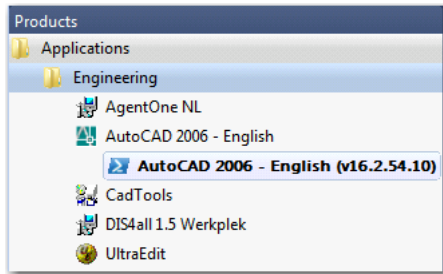 Products
Applications
Engineering
AgentOne NL
AutoCAD 2006 - English
AutoCAD 2006 - English (v16.2.54.10)
CadTools
DIS4all 1.5 Werkplek
UltraEdit